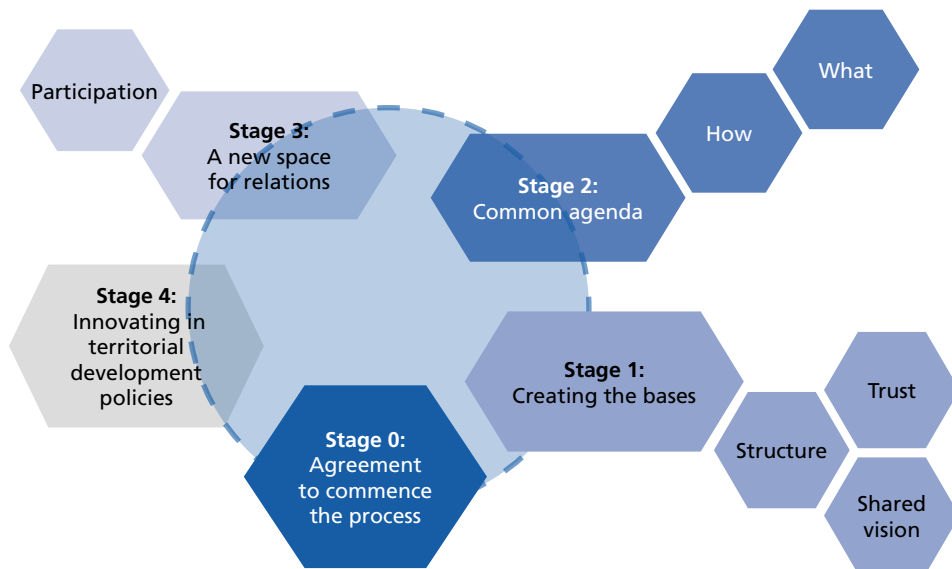 Participation
Stage 3:
A new space
for relations
What
How
Stage 2:
Common agenda
Stage 4:
Innovating in
territorial
development
policies
Stage 1:
Creating the bases
Trust
Structure
Shared
vision
Stage 0:
Agreement
to commence
the process